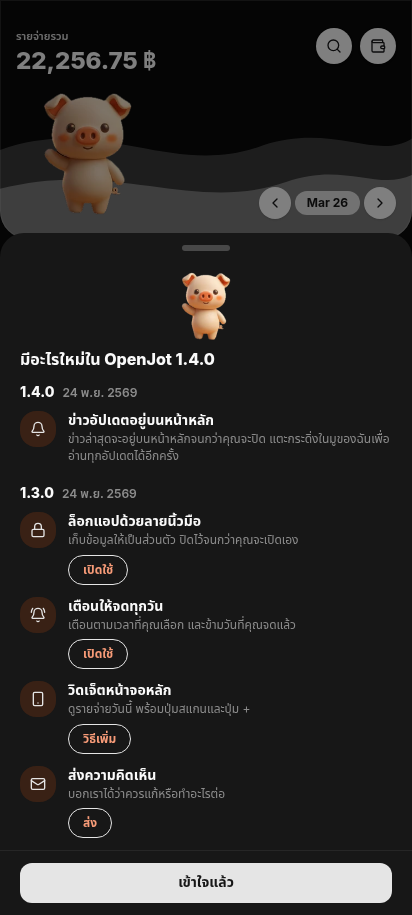 รายจ่ายรวม
22,256.75 ฿
Mar 26
มีอะไรใหม่ใน OpenJot 1.4.0
1.4.0 24 พ.ย. 2569
ข่าวอัปเดตอยู่บนหน้าหลัก
ข่าวล่าสุดจะอยู่บนหน้าหลักจนกว่าคุณจะปิด แตะกระดิ่งในมูของฉันเพื่อ
อ่านทุกอัปเดตได้อีกครั้ง
1.3.0 24 พ.ย. 2569
ล็อกแอปด้วยลายนิ้วมือ
เก็บข้อมูลให้เป็นส่วนตัว ปิดไว้จนกว่าคุณจะเปิดเอง
เปิดใช้
เตือนให้จดทุกวัน
เตือนตามเวลาที่คุณเลือก และข้ามวันที่คุณจดแล้ว
เปิดใช้
วิดเจ็ตหน้าจอหลัก
ดูรายจ่ายวันนี้ พร้อมปุ่มสแกนและปุ่ม +
วิธีเพิ่ม
ส่งความคิดเห็น
บอกเราได้ว่าควรแก้หรือทำอะไรต่อ
ส่ง
เข้าใจแล้ว